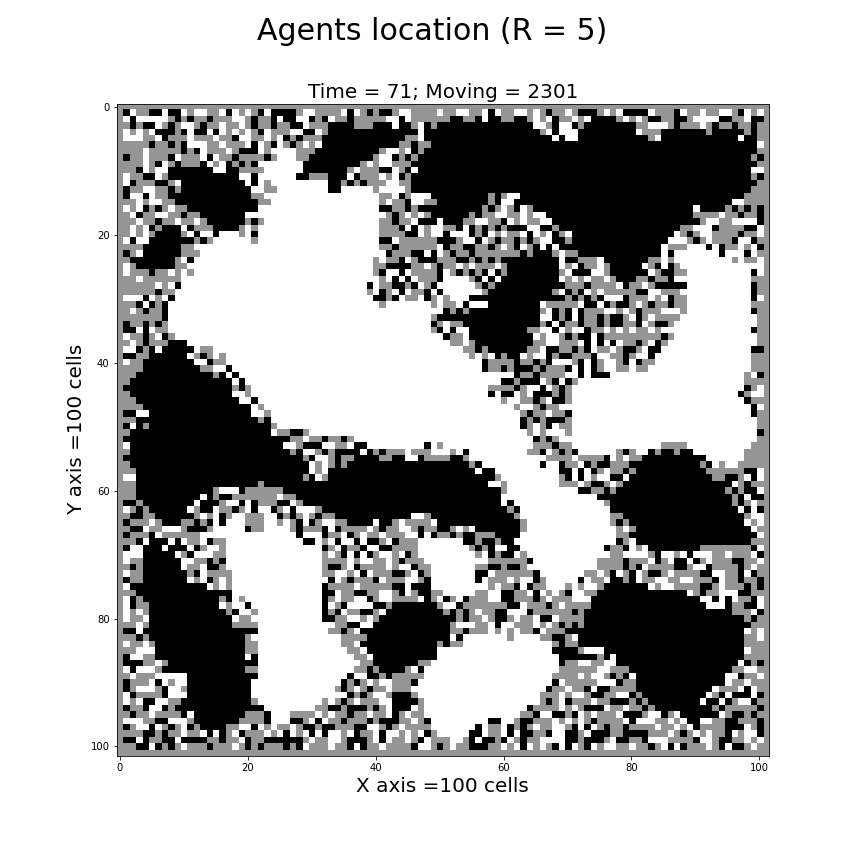 Agents location (R = 5)
Time = 71; Moving = 2301
0
20
40
60
80
100
Y axis =100 cells
0 20 40 60 80 100
X axis =100 cells